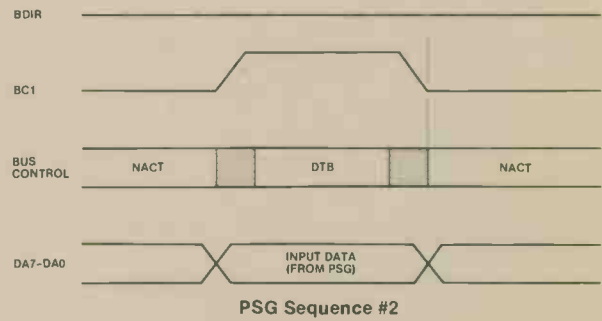 BDIR
BC1
BUS
CONTROL
NACT
DTB
NACT
DA7-DA0
INPUT DATA
(FROM PSG)
PSG Sequence #2